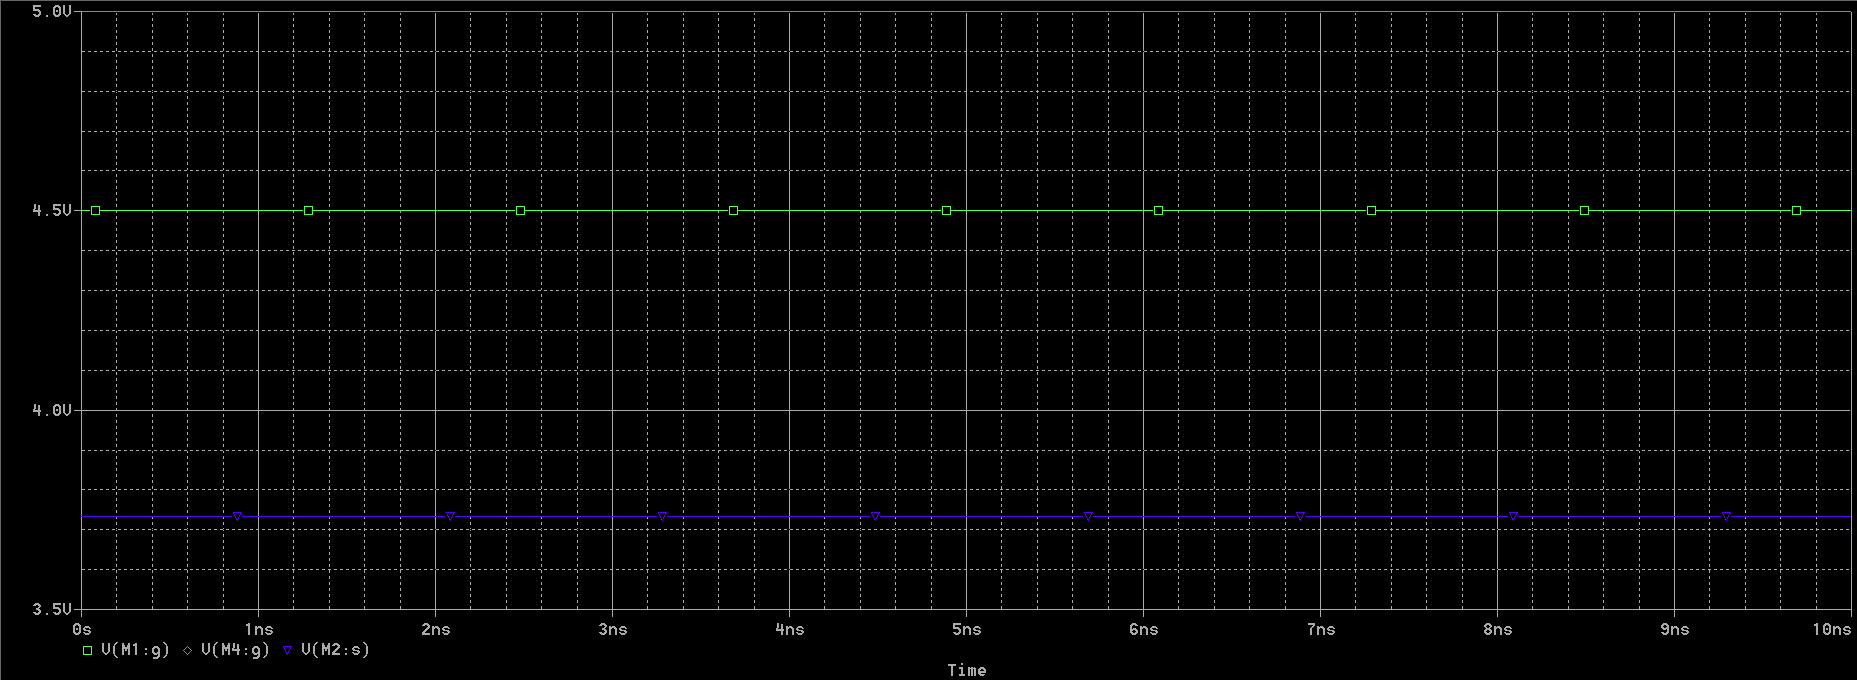 5.0V
4.5V
4.0V
3.5V
0s 1ns 2ns 3ns 4ns 5ns 6ns 7ns 8ns 9ns 10ns
V(M1:g) V(M4:g) V(M2:s)
Time